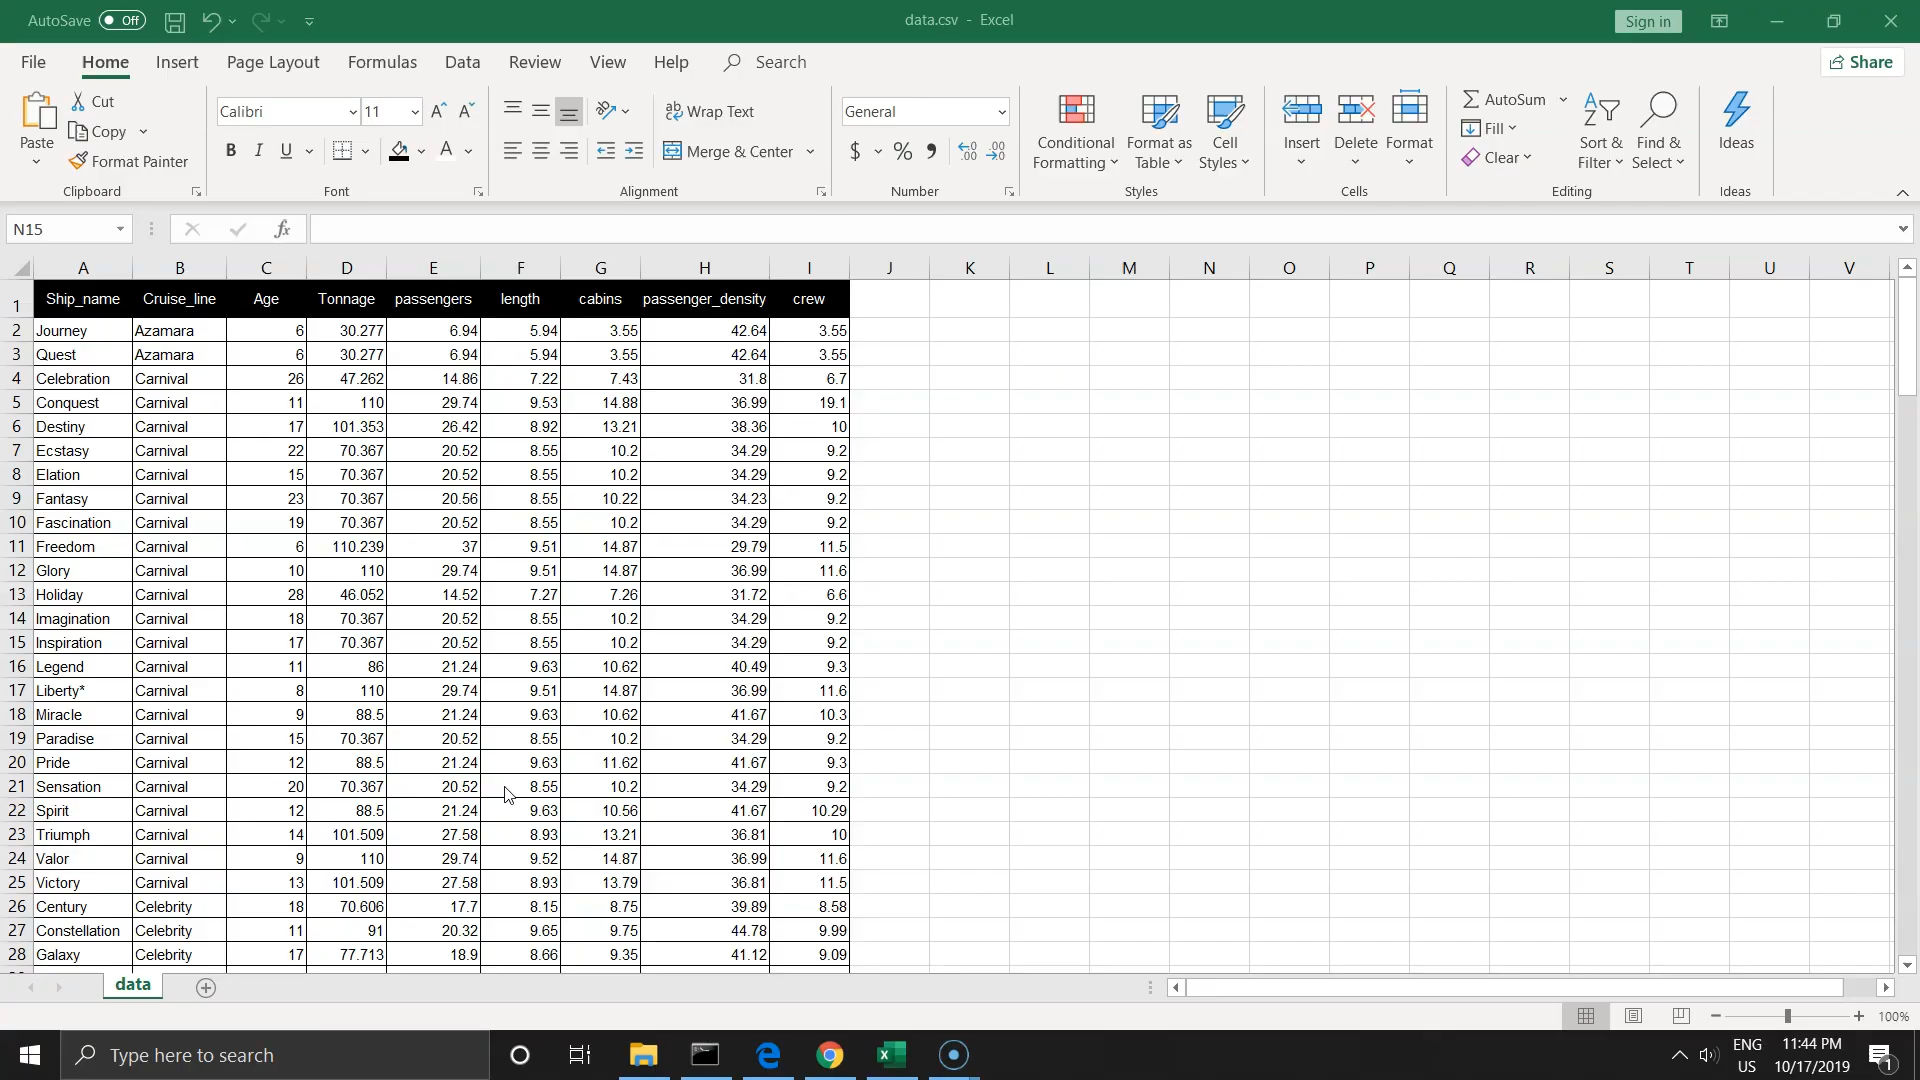 AutoSave Off data.csv - Excel Sign in
File Home Insert Page Layout Formulas Data Review View Help Search Share
Paste Cut Copy Format Painter Clipboard
Calibri 11 A A B I U A Font
ab Wrap Text Merge & Center Alignment
General $ % 9 .00 .00 Number
Conditional Formatting Format as Table Cell Styles Styles
Insert Delete Format Cells
AutoSum Fill Clear Sort & Filter Find & Select Editing
Ideas Ideas
N15 fx
A B C D E F G H I J K L M N O P Q R S T U V
1 Ship_name Cruise_line Age Tonnage passengers length cabins passenger_density crew
2 Journey Azamara 6 30.277 6.94 5.94 3.55 42.64 3.55
3 Quest Azamara 6 30.277 6.94 5.94 3.55 42.64 3.55
4 Celebration Carnival 26 47.262 14.86 7.22 7.43 31.8 6.7
5 Conquest Carnival 11 110 29.74 9.53 14.88 36.99 19.1
6 Destiny Carnival 17 101.353 26.42 8.92 13.21 38.36 10
7 Ecstasy Carnival 22 70.367 20.52 8.55 10.2 34.29 9.2
8 Elation Carnival 15 70.367 20.52 8.55 10.2 34.29 9.2
9 Fantasy Carnival 23 70.367 20.56 8.55 10.22 34.23 9.2
10 Fascination Carnival 19 70.367 20.52 8.55 10.2 34.29 9.2
11 Freedom Carnival 6 110.239 37 9.51 14.87 29.79 11.5
12 Glory Carnival 10 110 29.74 9.51 14.87 36.99 11.6
13 Holiday Carnival 28 46.052 14.52 7.27 7.26 31.72 6.6
14 Imagination Carnival 18 70.367 20.52 8.55 10.2 34.29 9.2
15 Inspiration Carnival 17 70.367 20.52 8.55 10.2 34.29 9.2
16 Legend Carnival 11 86 21.24 9.63 10.62 40.49 9.3
17 Liberty* Carnival 8 110 29.74 9.51 14.87 36.99 11.6
18 Miracle Carnival 9 88.5 21.24 9.63 10.62 41.67 10.3
19 Paradise Carnival 15 70.367 20.52 8.55 10.2 34.29 9.2
20 Pride Carnival 12 88.5 21.24 9.63 11.62 41.67 9.3
21 Sensation Carnival 20 70.367 20.52 8.55 10.2 34.29 9.2
22 Spirit Carnival 12 88.5 21.24 9.63 10.56 41.67 10.29
23 Triumph Carnival 14 101.509 27.58 8.93 13.21 36.81 10
24 Valor Carnival 9 110 29.74 9.52 14.87 36.99 11.6
25 Victory Carnival 13 101.509 27.58 8.93 13.79 36.81 11.5
26 Century Celebrity 18 70.606 17.7 8.15 8.75 39.89 8.58
27 Constellation Celebrity 11 91 20.32 9.65 9.75 44.78 9.99
28 Galaxy Celebrity 17 77.713 18.9 8.66 9.35 41.12 9.09
data
100%
Type here to search ENG US 11:44 PM 10/17/2019 1